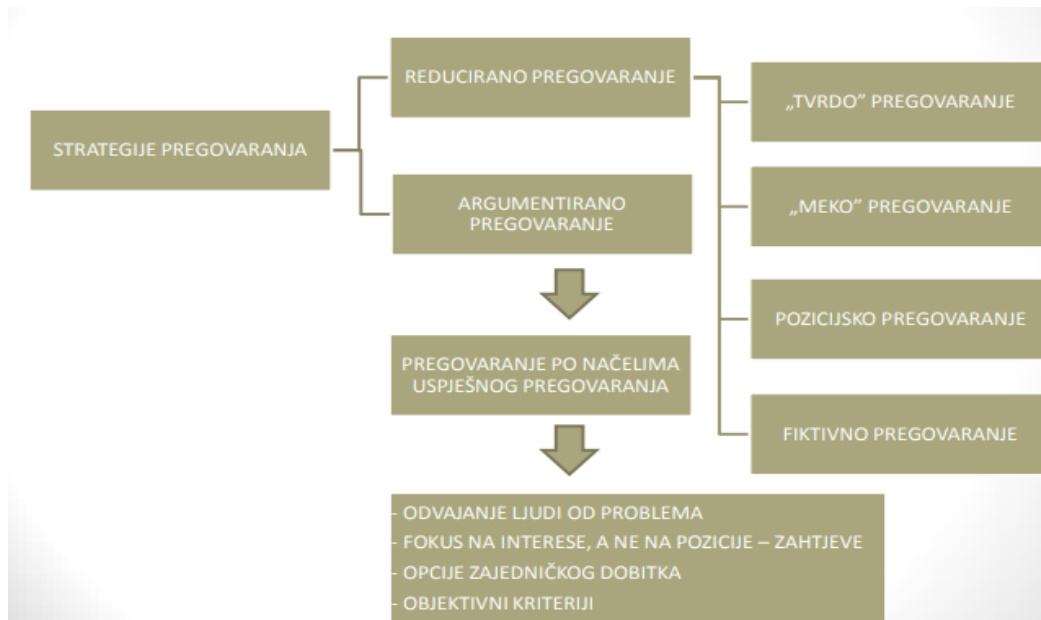 STRATEGIJE PREGOVARANJA
REDUCIRANO PREGOVARANJE
„TVRDO” PREGOVARANJE
„MEKO” PREGOVARANJE
POZICIJSKO PREGOVARANJE
FIKTIVNO PREGOVARANJE
ARGUMENTIRANO
PREGOVARANJE
PREGOVARANJE PO NAČELIMA
USPJEŠNOG PREGOVARANJA
- ODVAJANJE LJUDI OD PROBLEMA
- FOKUS NA INTERESE, A NE NA POZICIJE – ZAHTJEVE
- OPCIJE ZAJEDNIČKOG DOBITKA
- OBJEKTIVNI KRITERIJI